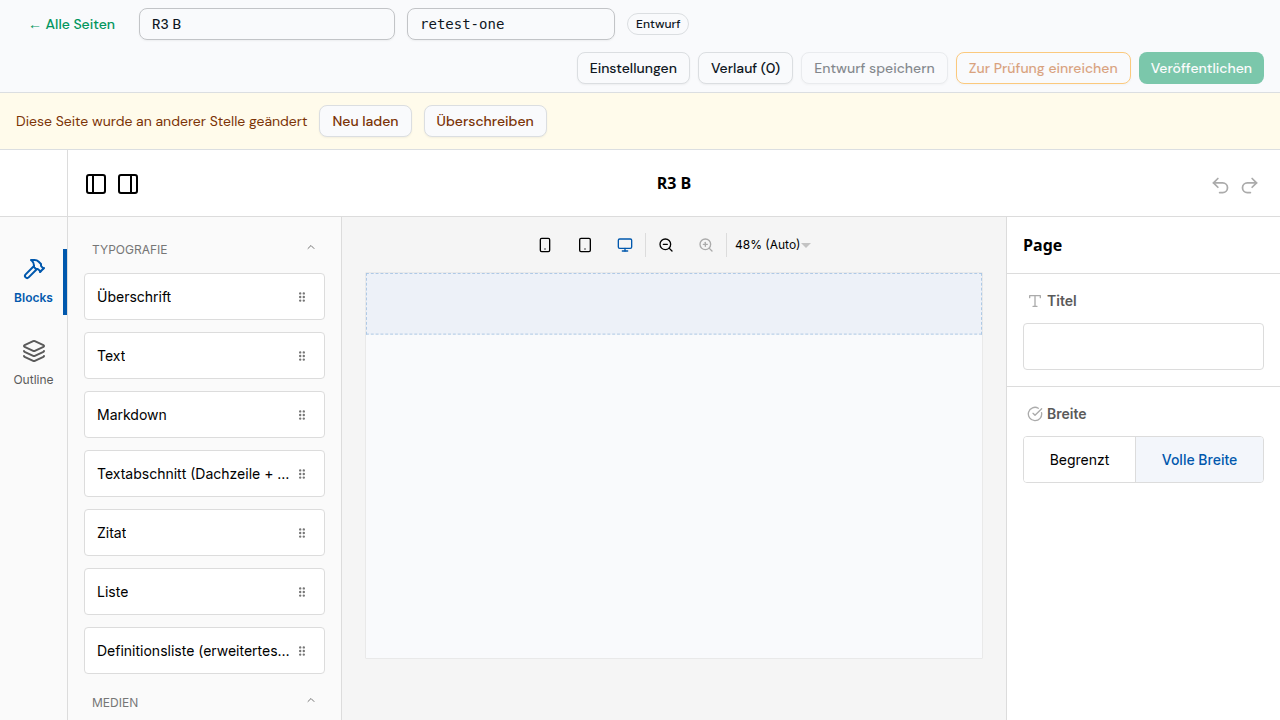 ← Alle Seiten
R3 B
retest-one
Entwurf
Einstellungen
Verlauf (0)
Entwurf speichern
Zur Prüfung einreichen
Veröffentlichen
Diese Seite wurde an anderer Stelle geändert
Neu laden
Überschreiben
R3 B
Blocks
Outline
TYPOGRAFIE
Überschrift
Text
Markdown
Textabschnitt (Dachzeile + ...
Zitat
Liste
Definitionsliste (erweitertes...
MEDIEN
48% (Auto)
Page
Titel
Breite
Begrenzt
Volle Breite